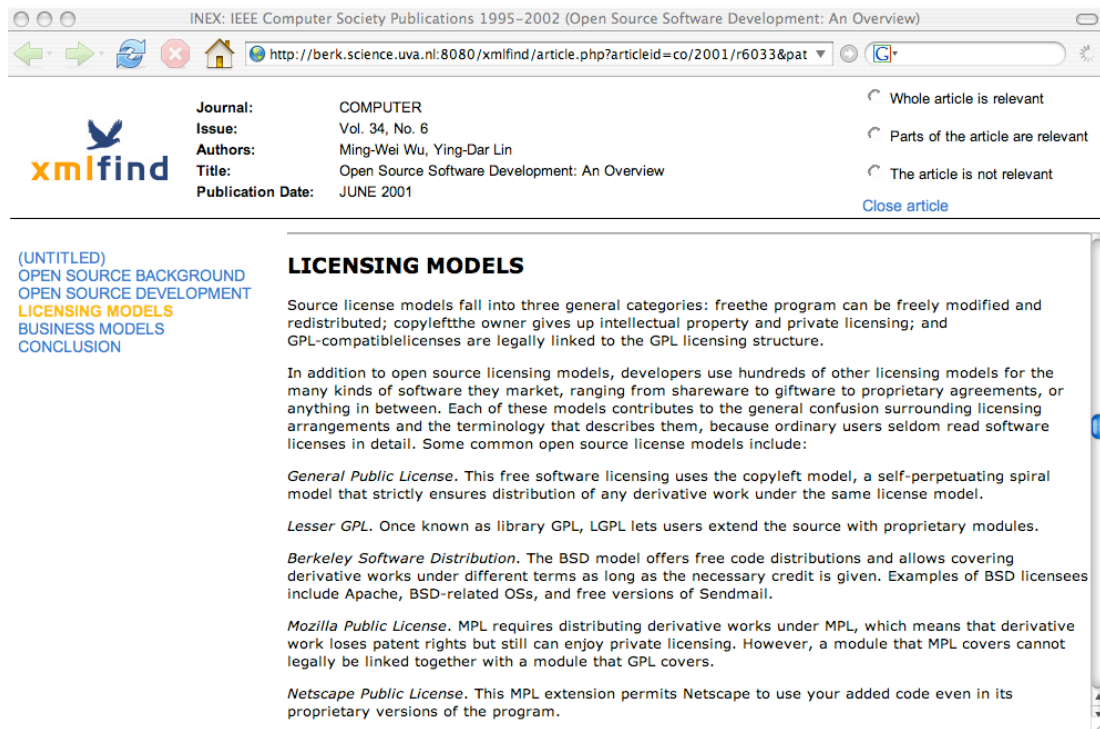 INEX: IEEE Computer Society Publications 1995-2002 (Open Source Software Development: An Overview)
http://berk.science.uva.nl:8080/xmlfind/article.php?articleid=co/2001/r6033&pat
G
xmlfind
Journal: COMPUTER
Issue: Vol. 34, No. 6
Authors: Ming-Wei Wu, Ying-Dar Lin
Title: Open Source Software Development: An Overview
Publication Date: JUNE 2001
Whole article is relevant
Parts of the article are relevant
The article is not relevant
Close article
(UNTITLED)
OPEN SOURCE BACKGROUND
OPEN SOURCE DEVELOPMENT
LICENSING MODELS
BUSINESS MODELS
CONCLUSION
LICENSING MODELS
Source license models fall into three general categories: freethe program can be freely modified and
redistributed; copyleftthe owner gives up intellectual property and private licensing; and
GPL-compatiblelicenses are legally linked to the GPL licensing structure.
In addition to open source licensing models, developers use hundreds of other licensing models for the
many kinds of software they market, ranging from shareware to giftware to proprietary agreements, or
anything in between. Each of these models contributes to the general confusion surrounding licensing
arrangements and the terminology that describes them, because ordinary users seldom read software
licenses in detail. Some common open source license models include:
General Public License. This free software licensing uses the copyleft model, a self-perpetuating spiral
model that strictly ensures distribution of any derivative work under the same license model.
Lesser GPL. Once known as library GPL, LGPL lets users extend the source with proprietary modules.
Berkeley Software Distribution. The BSD model offers free code distributions and allows covering
derivative works under different terms as long as the necessary credit is given. Examples of BSD licensees
include Apache, BSD-related OSs, and free versions of Sendmail.
Mozilla Public License. MPL requires distributing derivative works under MPL, which means that derivative
work loses patent rights but still can enjoy private licensing. However, a module that MPL covers cannot
legally be linked together with a module that GPL covers.
Netscape Public License. This MPL extension permits Netscape to use your added code even in its
proprietary versions of the program.